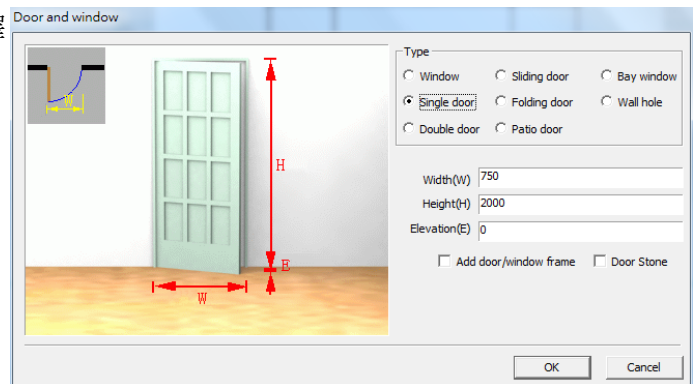 Door and window
Type
Window
Sliding door
Bay window
Single door
Folding door
Wall hole
Double door
Patio door
W
H
E
W
Width(W) 750
Height(H) 2000
Elevation(E) 0
Add door/window frame
Door Stone
OK
Cancel